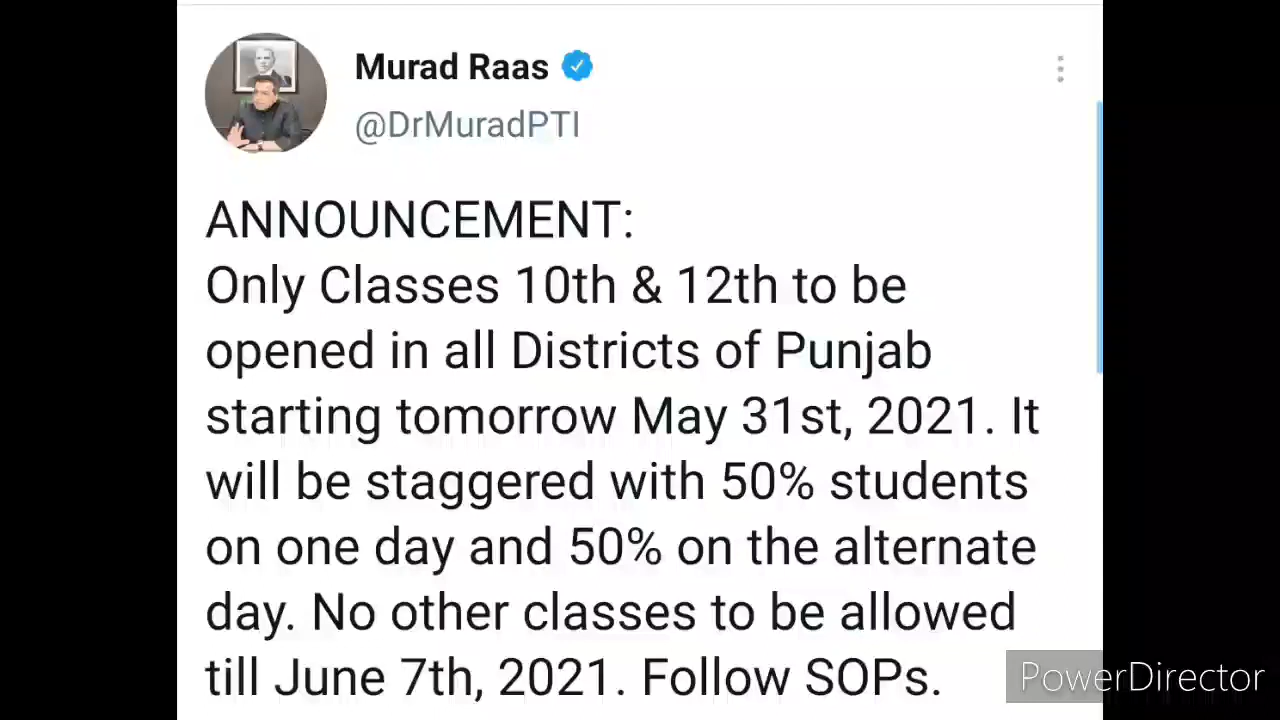 Murad Raas
@DrMuradPTI
ANNOUNCEMENT:
Only Classes 10th & 12th to be
opened in all Districts of Punjab
starting tomorrow May 31st, 2021. It
will be staggered with 50% students
on one day and 50% on the alternate
day. No other classes to be allowed
till June 7th, 2021. Follow SOPs.
PowerDirector